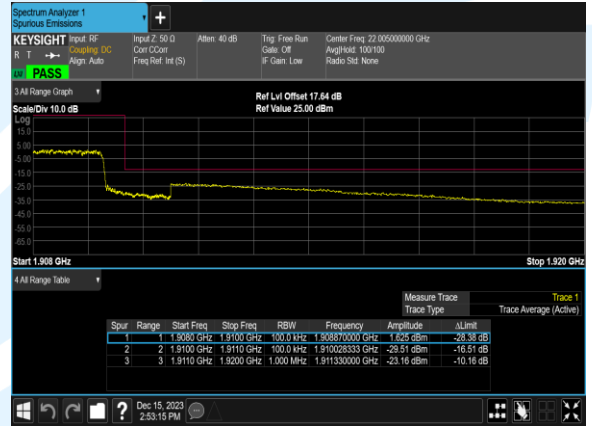 Spectrum Analyzer 1
Spurious Emissions
KEYSIGHT Input: RF Input Z: 50 Ω Atten: 40 dB Trig: Free Run Center Freq: 22.005000000 GHz
R T Coupling: DC Corr CCorr Gate: Off Avg|Hold: 100/100
Align: Auto Freq Ref: Int (S) IF Gain: Low Radio Std: None
PASS
3 All Range Graph
Ref Lvl Offset 17.64 dB
Scale/Div 10.0 dB Ref Value 25.00 dBm
Log
15.0
5.00
-5.00
-15.0
-25.0
-35.0
-45.0
-55.0
-65.0
Start 1.908 GHz Stop 1.920 GHz
4 All Range Table
Measure Trace Trace 1
Trace Type Trace Average (Active)
Spur Range Start Freq Stop Freq RBW Frequency Amplitude ΔLimit
1 1 1.9080 GHz 1.9100 GHz 100.0 kHz 1.908870000 GHz 1.625 dBm -28.38 dB
2 2 1.9100 GHz 1.9110 GHz 100.0 kHz 1.910028333 GHz -29.51 dBm -16.51 dB
3 3 1.9110 GHz 1.9200 GHz 1.000 MHz 1.911330000 GHz -23.16 dBm -10.16 dB
Dec 15, 2023
2:53:15 PM